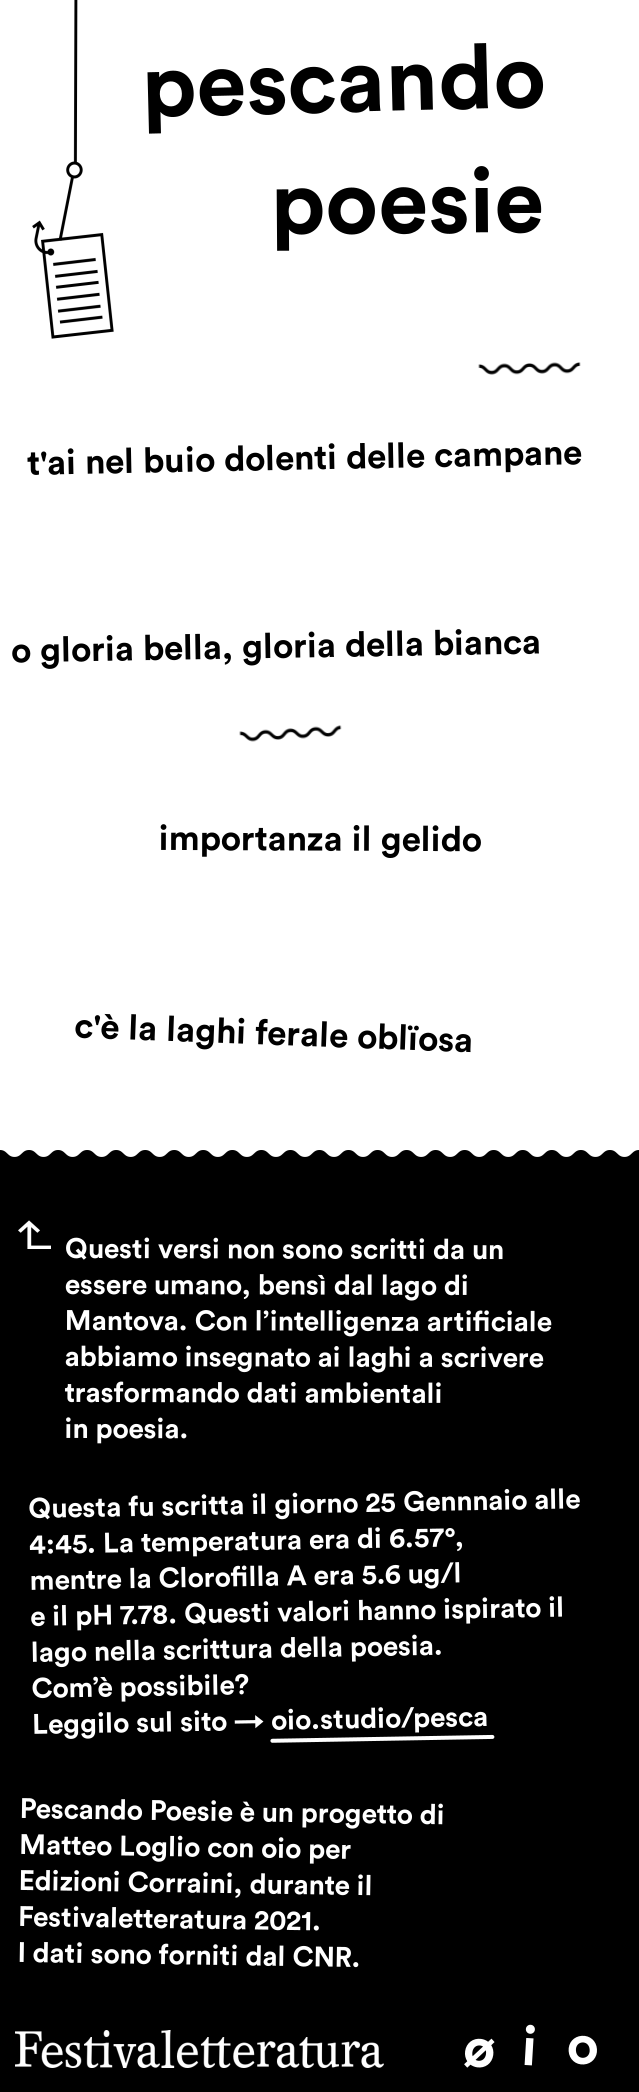 pescando
poesie
t'ai nel buio dolenti delle campane
o gloria bella, gloria della bianca
importanza il gelido
c'è la laghi ferale oblïosa
Questi versi non sono scritti da un
essere umano, bensì dal lago di
Mantova. Con l’intelligenza artificiale
abbiamo insegnato ai laghi a scrivere
trasformando dati ambientali
in poesia.
Questa fu scritta il giorno 25 Gennnaio alle
4:45. La temperatura era di 6.57°,
mentre la Clorofilla A era 5.6 ug/l
e il pH 7.78. Questi valori hanno ispirato il
lago nella scrittura della poesia.
Com’è possibile?
Leggilo sul sito → oio.studio/pesca
Pescando Poesie è un progetto di
Matteo Loglio con oio per
Edizioni Corraini, durante il
Festivaletteratura 2021.
I dati sono forniti dal CNR.
Festivaletteratura ø i o